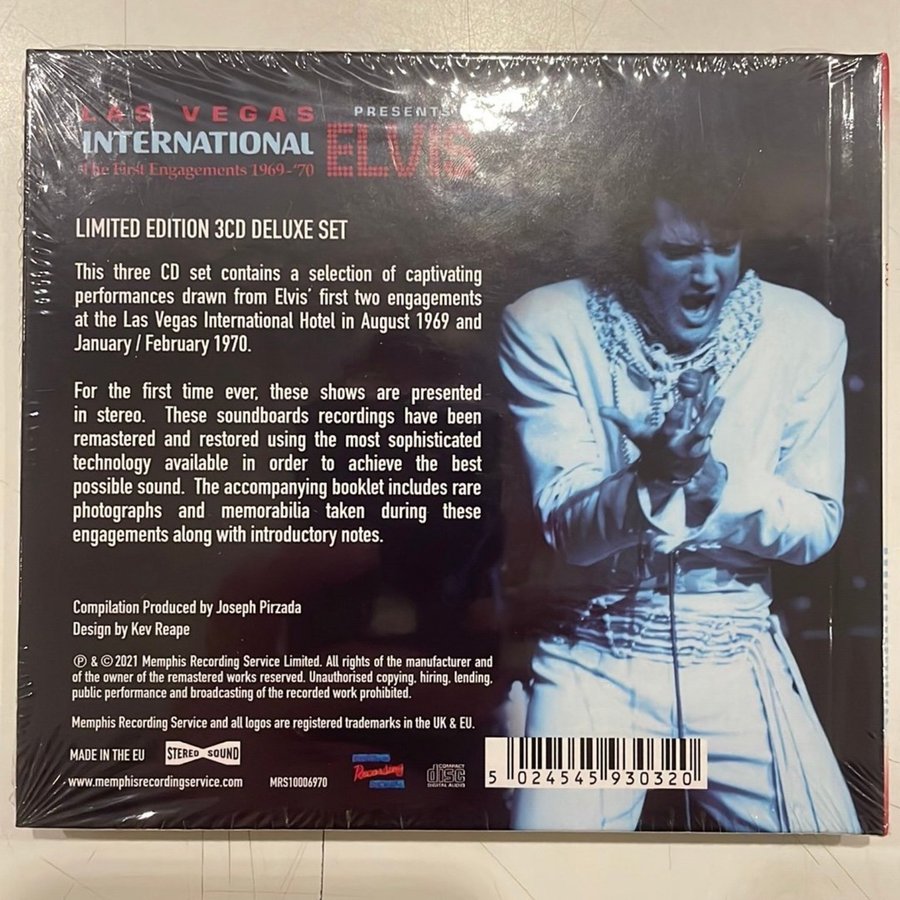 LAS VEGAS PRESENTS
INTERNATIONAL ELVIS
The First Engagements 1969-'70
LIMITED EDITION 3CD DELUXE SET
This three CD set contains a selection of captivating
performances drawn from Elvis' first two engagements
at the Las Vegas International Hotel in August 1969 and
January / February 1970.
For the first time ever, these shows are presented
in stereo. These soundboards recordings have been
remastered and restored using the most sophisticated
technology available in order to achieve the best
possible sound. The accompanying booklet includes rare
photographs and memorabilia taken during these
engagements along with introductory notes.
Compilation Produced by Joseph Pirzada
Design by Kev Reape
℗ & © 2021 Memphis Recording Service Limited. All rights of the manufacturer and
of the owner of the remastered works reserved. Unauthorised copying, hiring, lending,
public performance and broadcasting of the recorded work prohibited.
Memphis Recording Service and all logos are registered trademarks in the UK & EU.
MADE IN THE EU STEREO SOUND
www.memphisrecordingservice.com MRS10006970 Recording COMPACT disc DIGITAL AUDIO
5 024545 930320